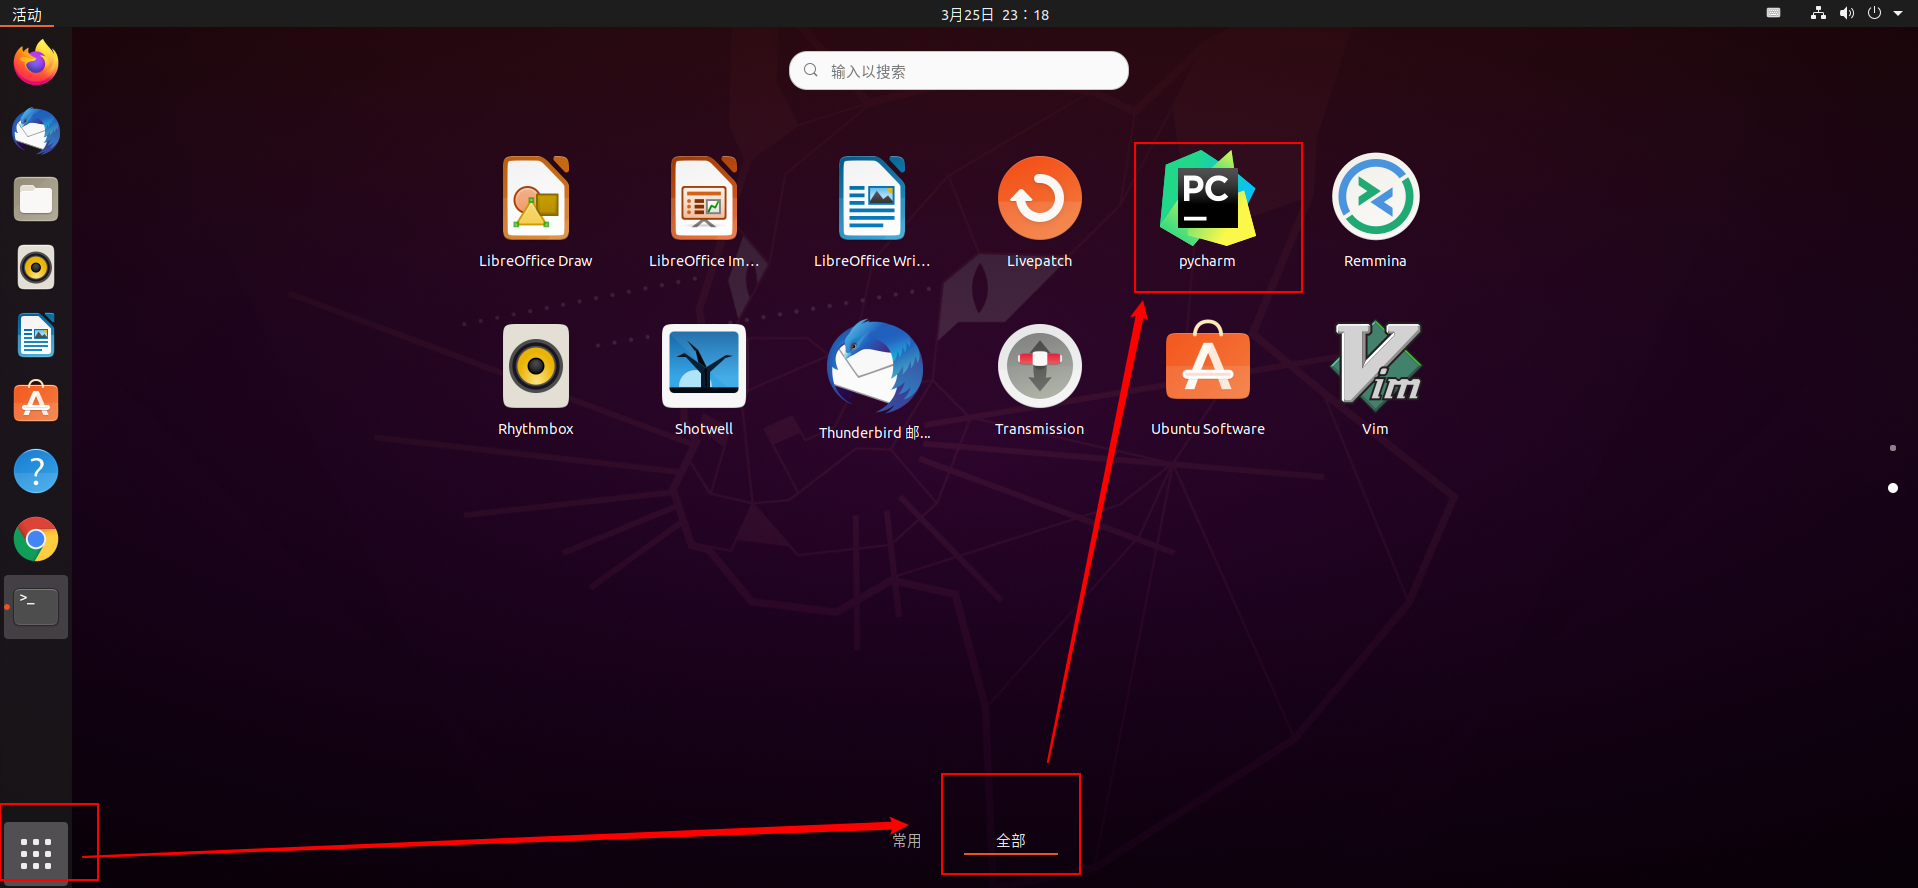 活动
3月25日 23：18
输入以搜索
PC
LibreOffice Draw
LibreOffice Im...
LibreOffice Wri...
Livepatch
pycharm
Remmina
Vim
Rhythmbox
Shotwell
Thunderbird 邮...
Transmission
Ubuntu Software
Vim
?
>_
常用
全部